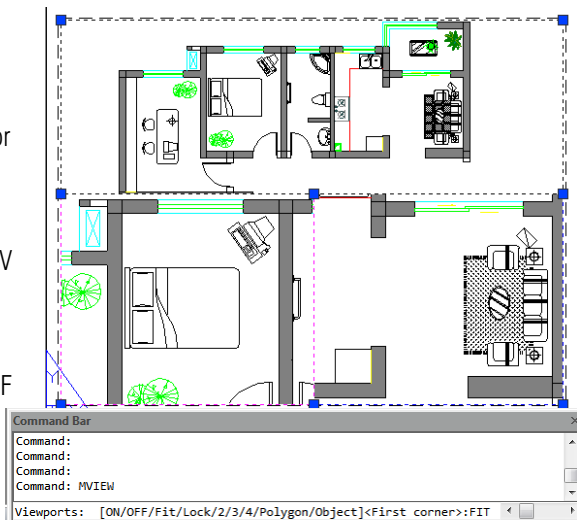 or
V
F
Command Bar
Command:
Command:
Command:
Command: MVIEW
Viewports: [ON/OFF/Fit/Lock/2/3/4/Polygon/Object]<First corner>:FIT